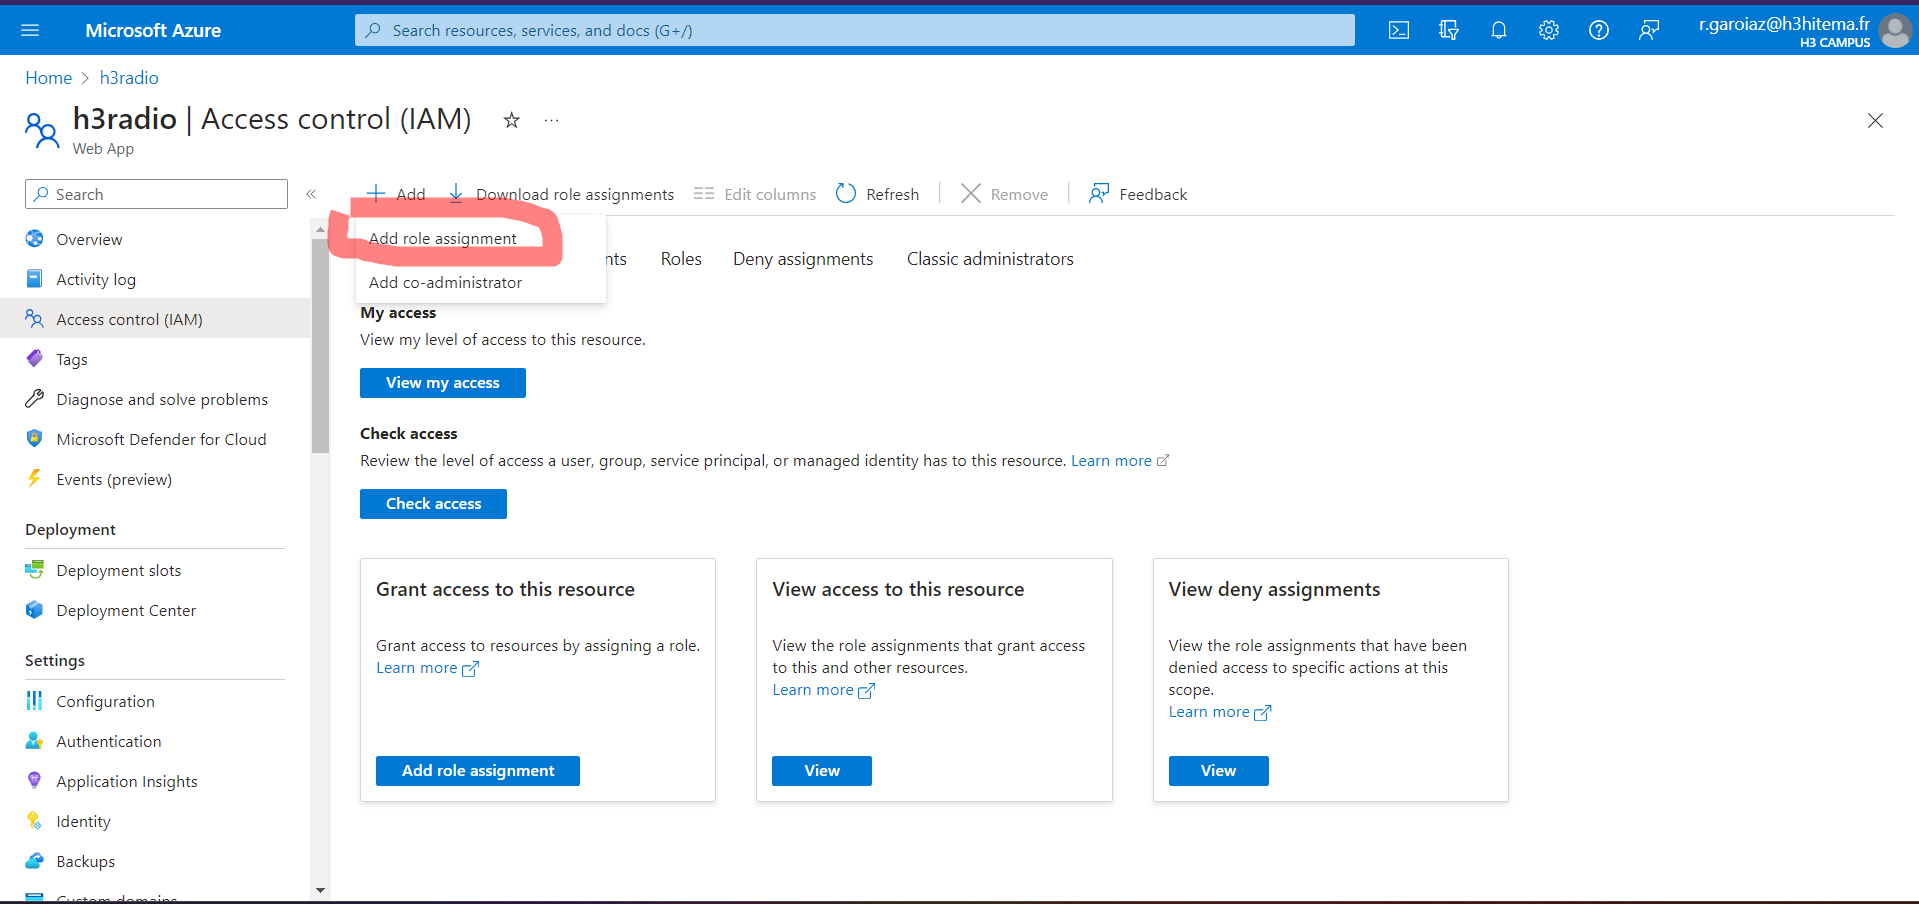 Microsoft Azure
Search resources, services, and docs (G+/)
r.garoiaz@h3hitema.fr
H3 CAMPUS
Home > h3radio
h3radio | Access control (IAM)
Web App
Search
Add
Download role assignments
Edit columns
Refresh
Remove
Feedback
Add role assignment
Add co-administrator
nts
Roles
Deny assignments
Classic administrators
Overview
Activity log
Access control (IAM)
Tags
Diagnose and solve problems
Microsoft Defender for Cloud
Events (preview)
Deployment
Deployment slots
Deployment Center
Settings
Configuration
Authentication
Application Insights
Identity
Backups
Custom domains
My access
View my level of access to this resource.
View my access
Check access
Review the level of access a user, group, service principal, or managed identity has to this resource. Learn more
Check access
Grant access to this resource
Grant access to resources by assigning a role.
Learn more
Add role assignment
View access to this resource
View the role assignments that grant access
to this and other resources.
Learn more
View
View deny assignments
View the role assignments that have been
denied access to specific actions at this
scope.
Learn more
View